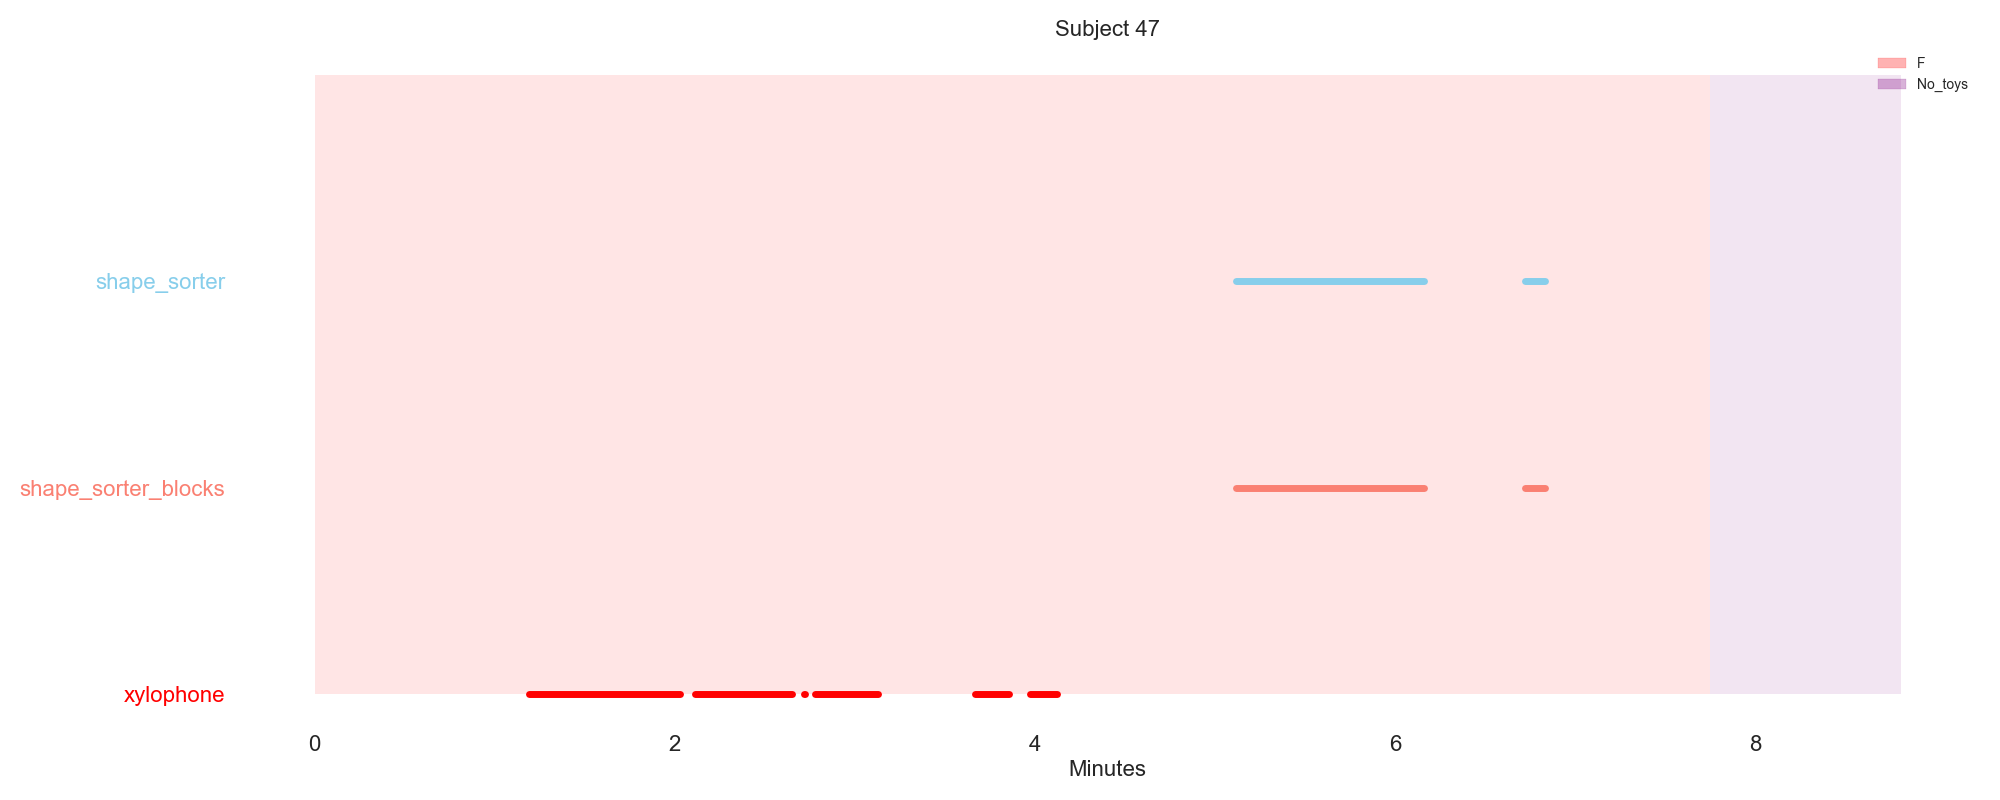 Subject 47
F
No_toys
shape_sorter
shape_sorter_blocks
xylophone
0 2 4 6 8
Minutes